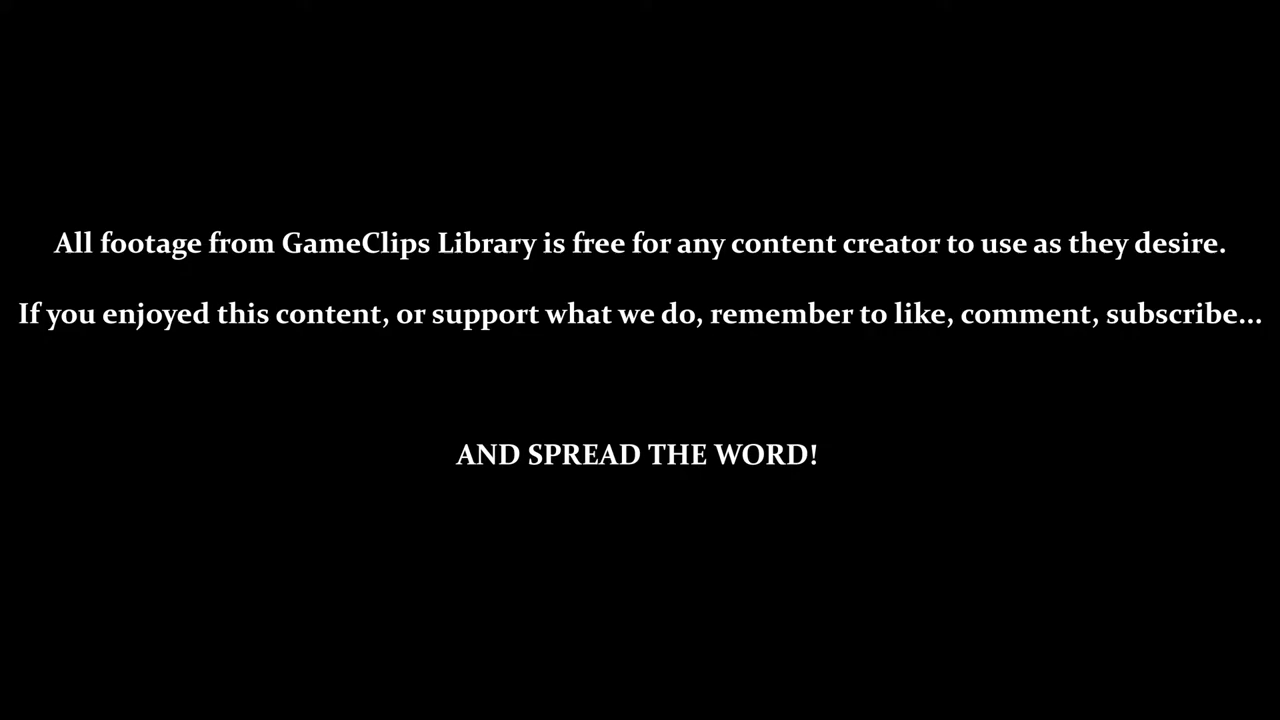 All footage from GameClips Library is free for any content creator to use as they desire.
If you enjoyed this content, or support what we do, remember to like, comment, subscribe...
AND SPREAD THE WORD!